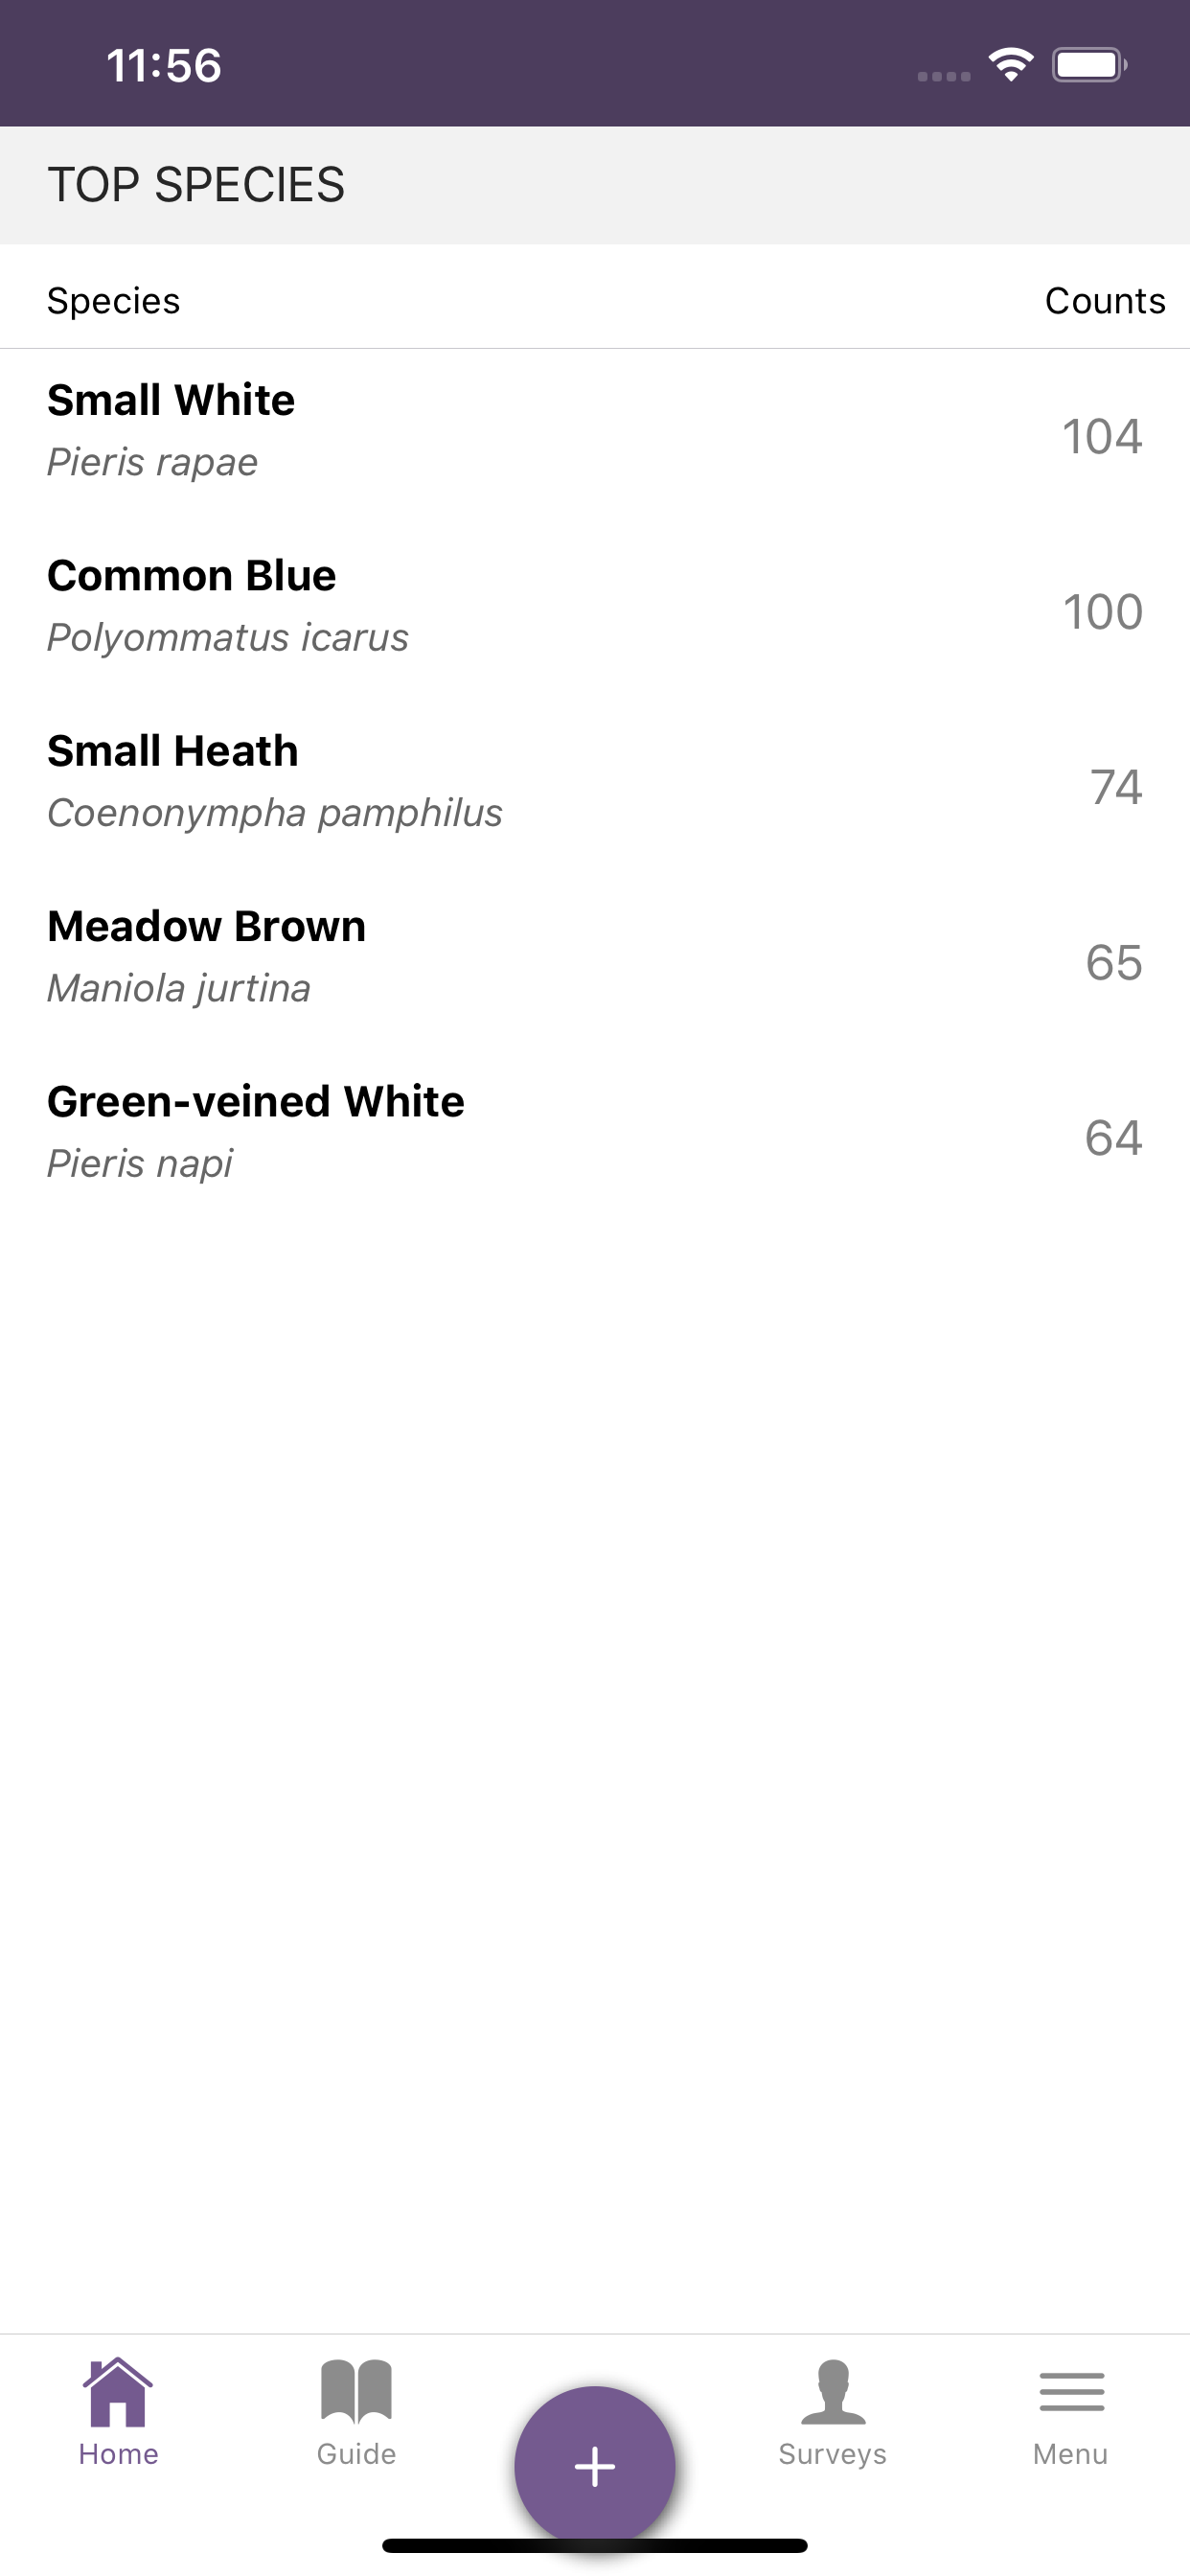 11:56
TOP SPECIES
Species Counts
Small White
Pieris rapae
104
Common Blue
Polyommatus icarus
100
Small Heath
Coenonympha pamphilus
74
Meadow Brown
Maniola jurtina
65
Green-veined White
Pieris napi
64
Home Guide Surveys Menu